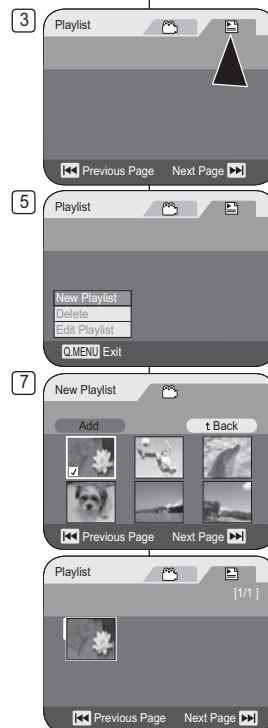 3
Playlist
Previous Page Next Page
5
Playlist
New Playlist
Delete
Edit Playlist
Q.MENU Exit
7
New Playlist
Add t Back
Previous Page Next Page
Playlist
[1/1 ]
Previous Page Next Page